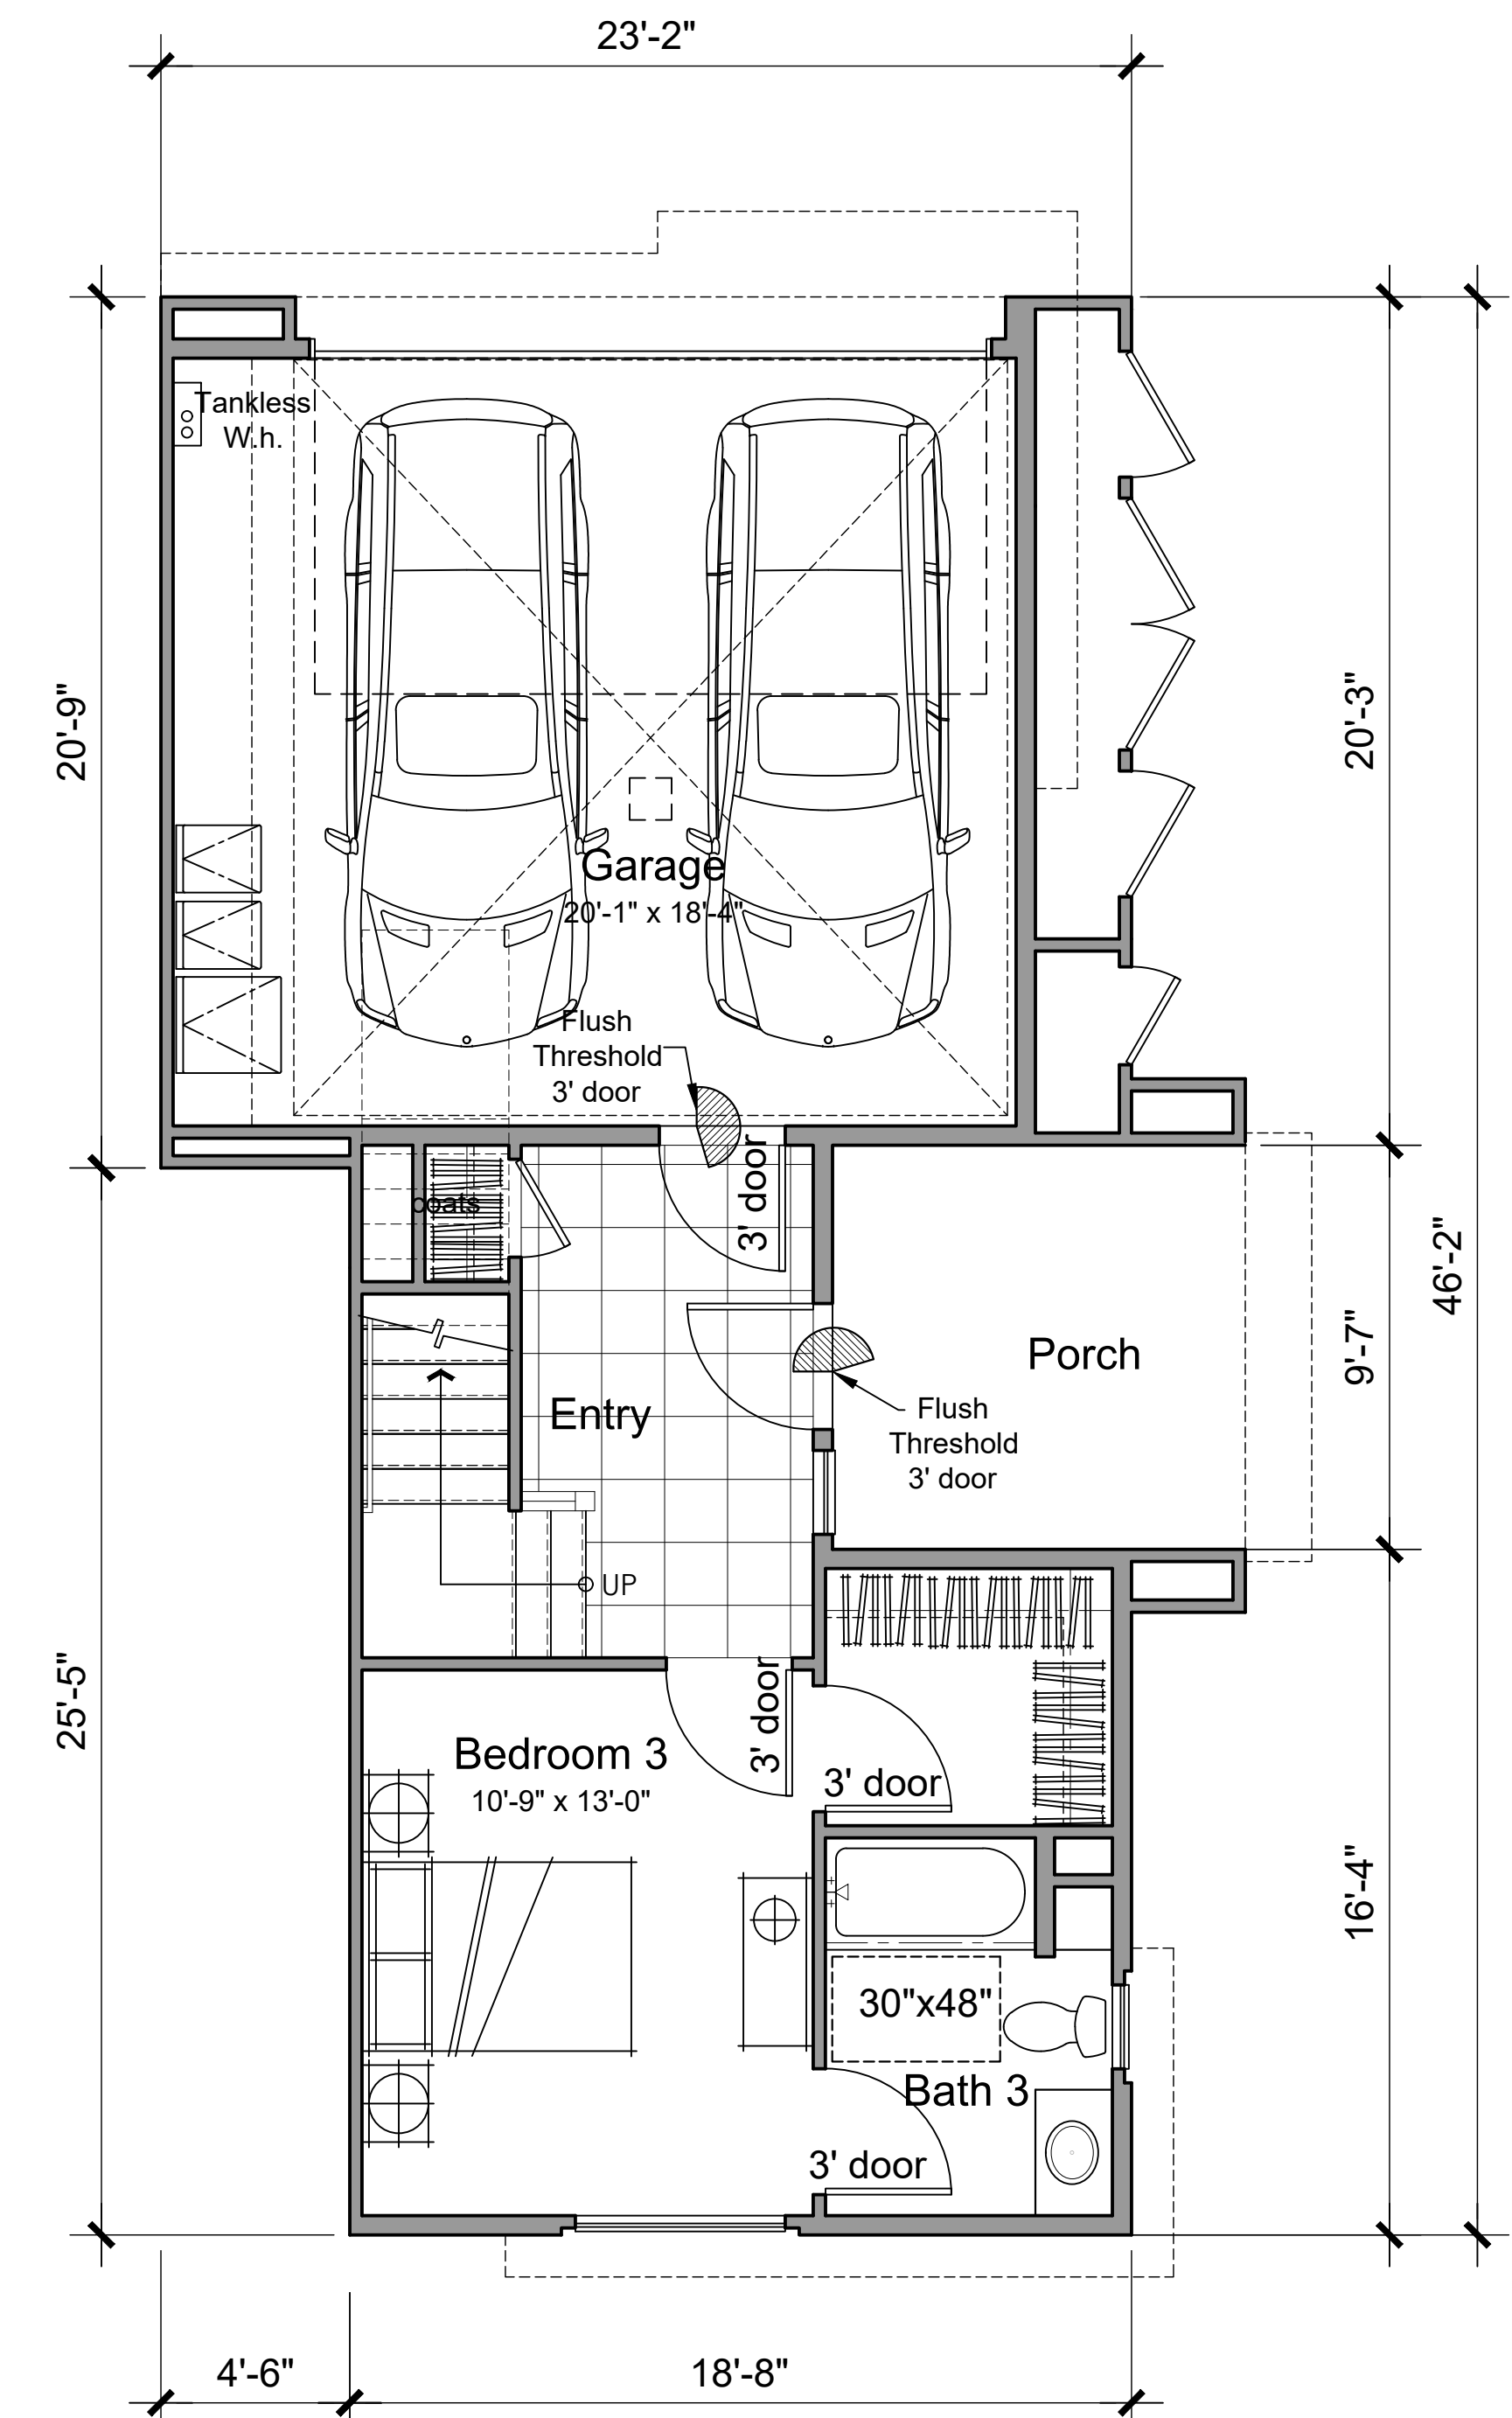 23'-2"
Tankless
W.h.
20'-9"
20'-3"
Garage
20'-1" x 18'-4"
Flush
Threshold
3' door
3' door
coats
46'-2"
9'-7"
Porch
Entry
Flush
Threshold
3' door
UP
25'-5"
3' door
Bedroom 3
10'-9" x 13'-0"
3' door
16'-4"
30"x48"
Bath 3
3' door
4'-6"
18'-8"